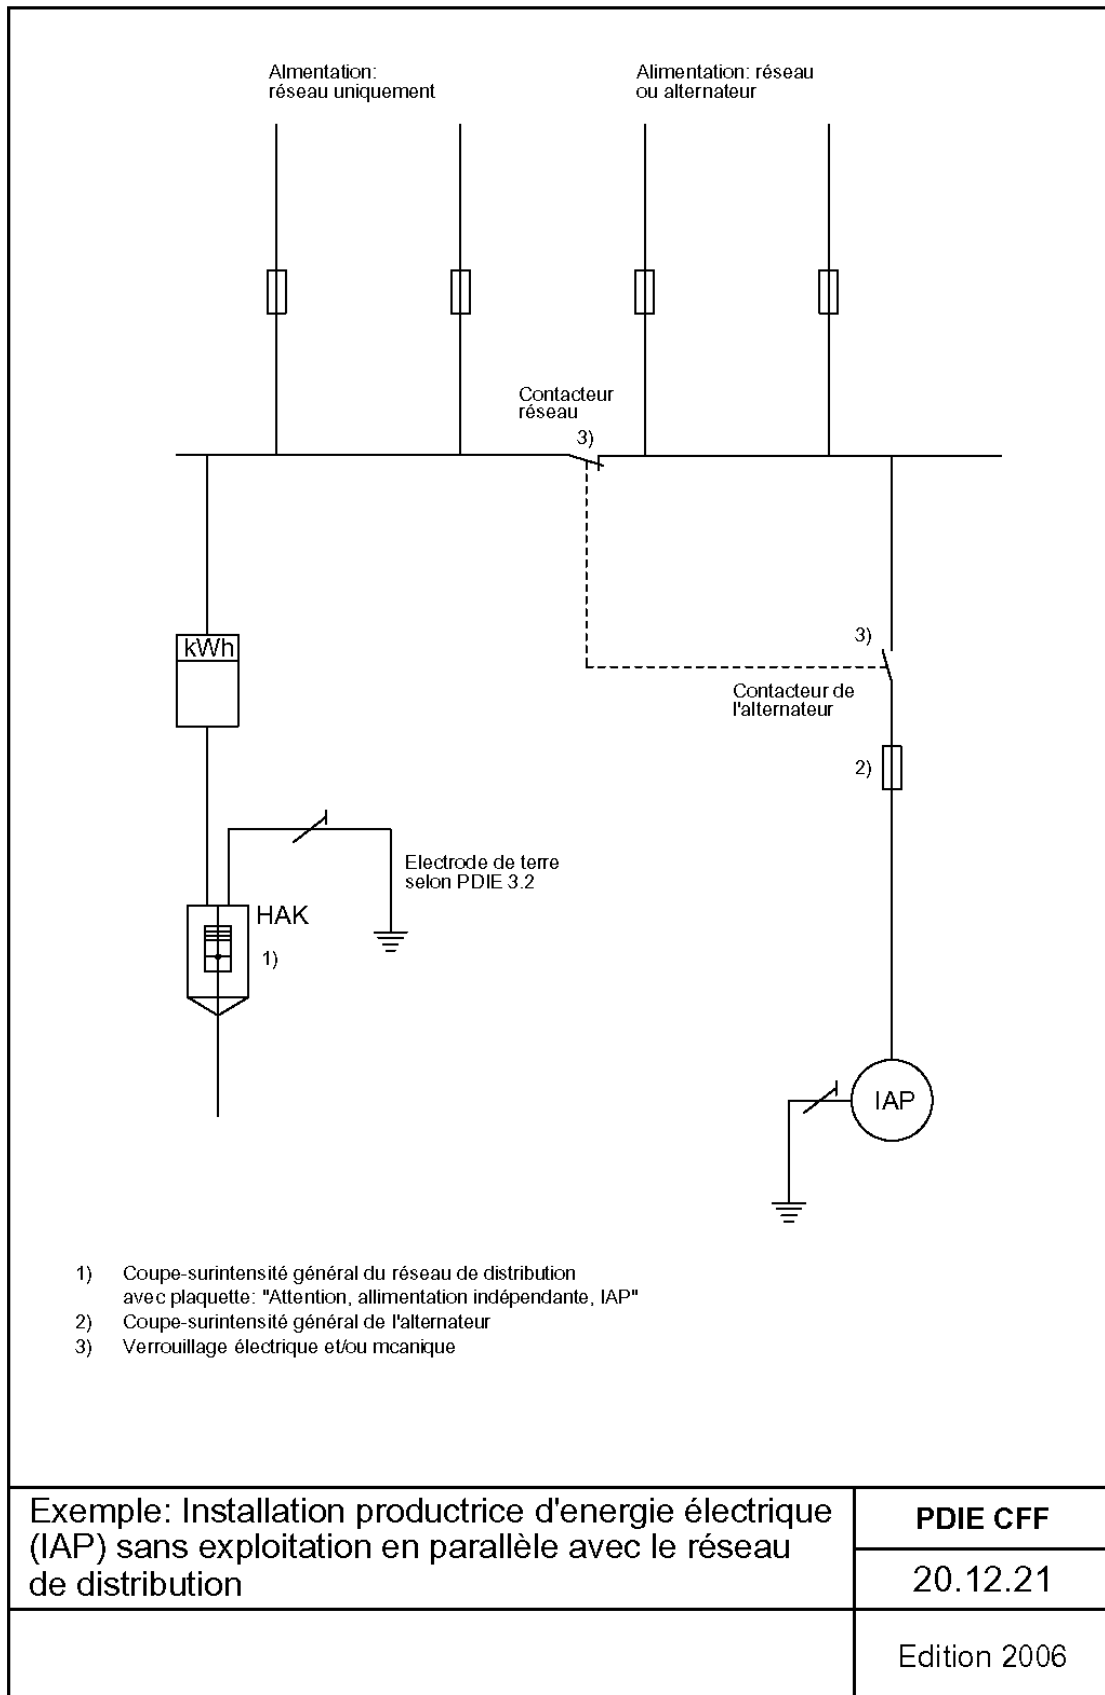 Almentation:
réseau uniquement
Alimentation: réseau
ou alternateur
Contacteur
réseau
3)
kWh
3)
Contacteur de
l'alternateur
2)
Electrode de terre
selon PDIE 3.2
HAK
1)
IAP
1) Coupe-surintensité général du réseau de distribution
avec plaquette: "Attention, allimentation indépendante, IAP"
2) Coupe-surintensité général de l'alternateur
3) Verrouillage électrique et/ou mcanique
Exemple: Installation productrice d'energie électrique
(IAP) sans exploitation en parallèle avec le réseau
de distribution
PDIE CFF
20.12.21
Edition 2006